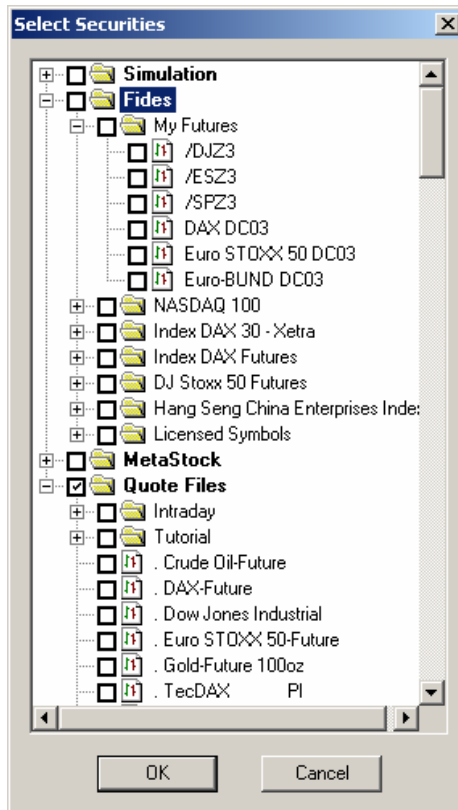 Select Securities
Simulation
Fides
My Futures
/DJZ3
/ESZ3
/SPZ3
DAX DC03
Euro STOXX 50 DC03
Euro-BUND DC03
NASDAQ 100
Index DAX 30 - Xetra
Index DAX Futures
DJ Stoxx 50 Futures
Hang Seng China Enterprises Inde:
Licensed Symbols
MetaStock
Quote Files
Intraday
Tutorial
. Crude Oil-Future
. DAX-Future
. Dow Jones Industrial
. Euro STOXX 50-Future
. Gold-Future 100oz
. TecDAX PI
OK Cancel